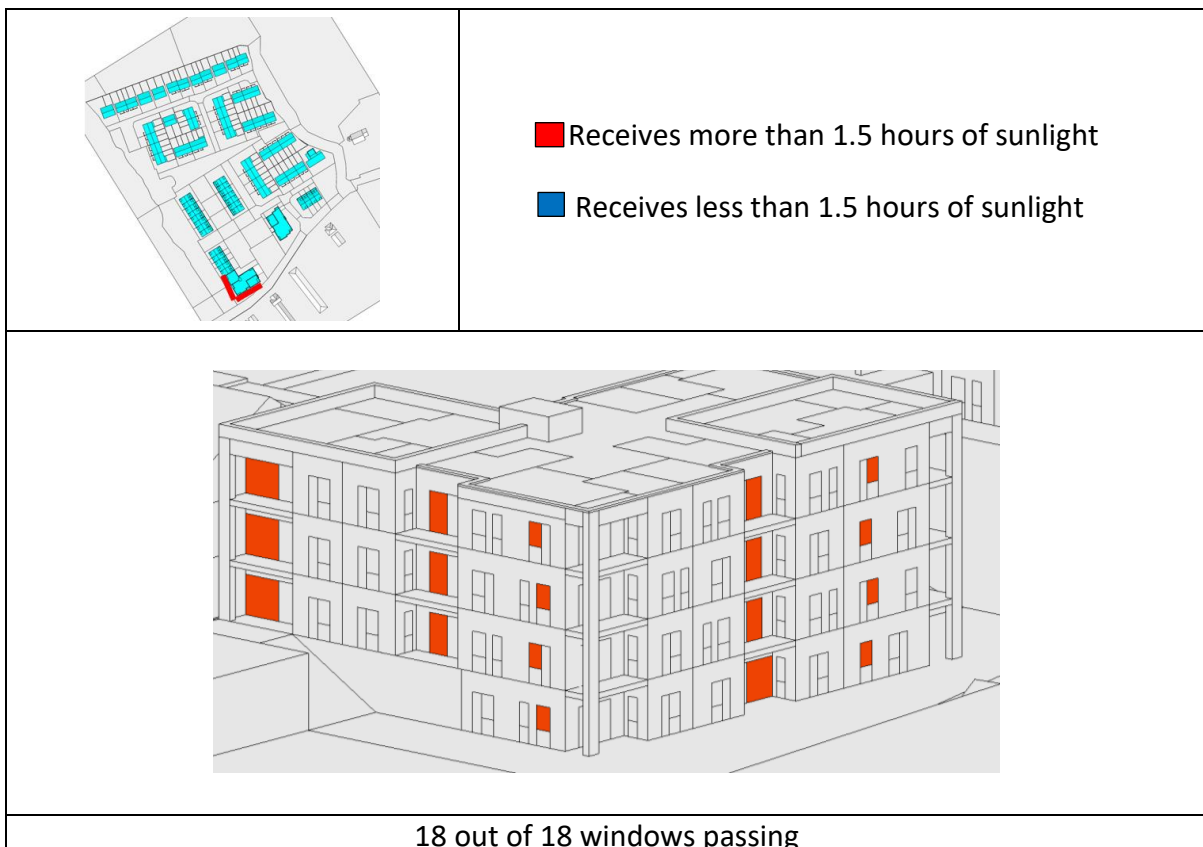 Receives more than 1.5 hours of sunlight
Receives less than 1.5 hours of sunlight
18 out of 18 windows passing